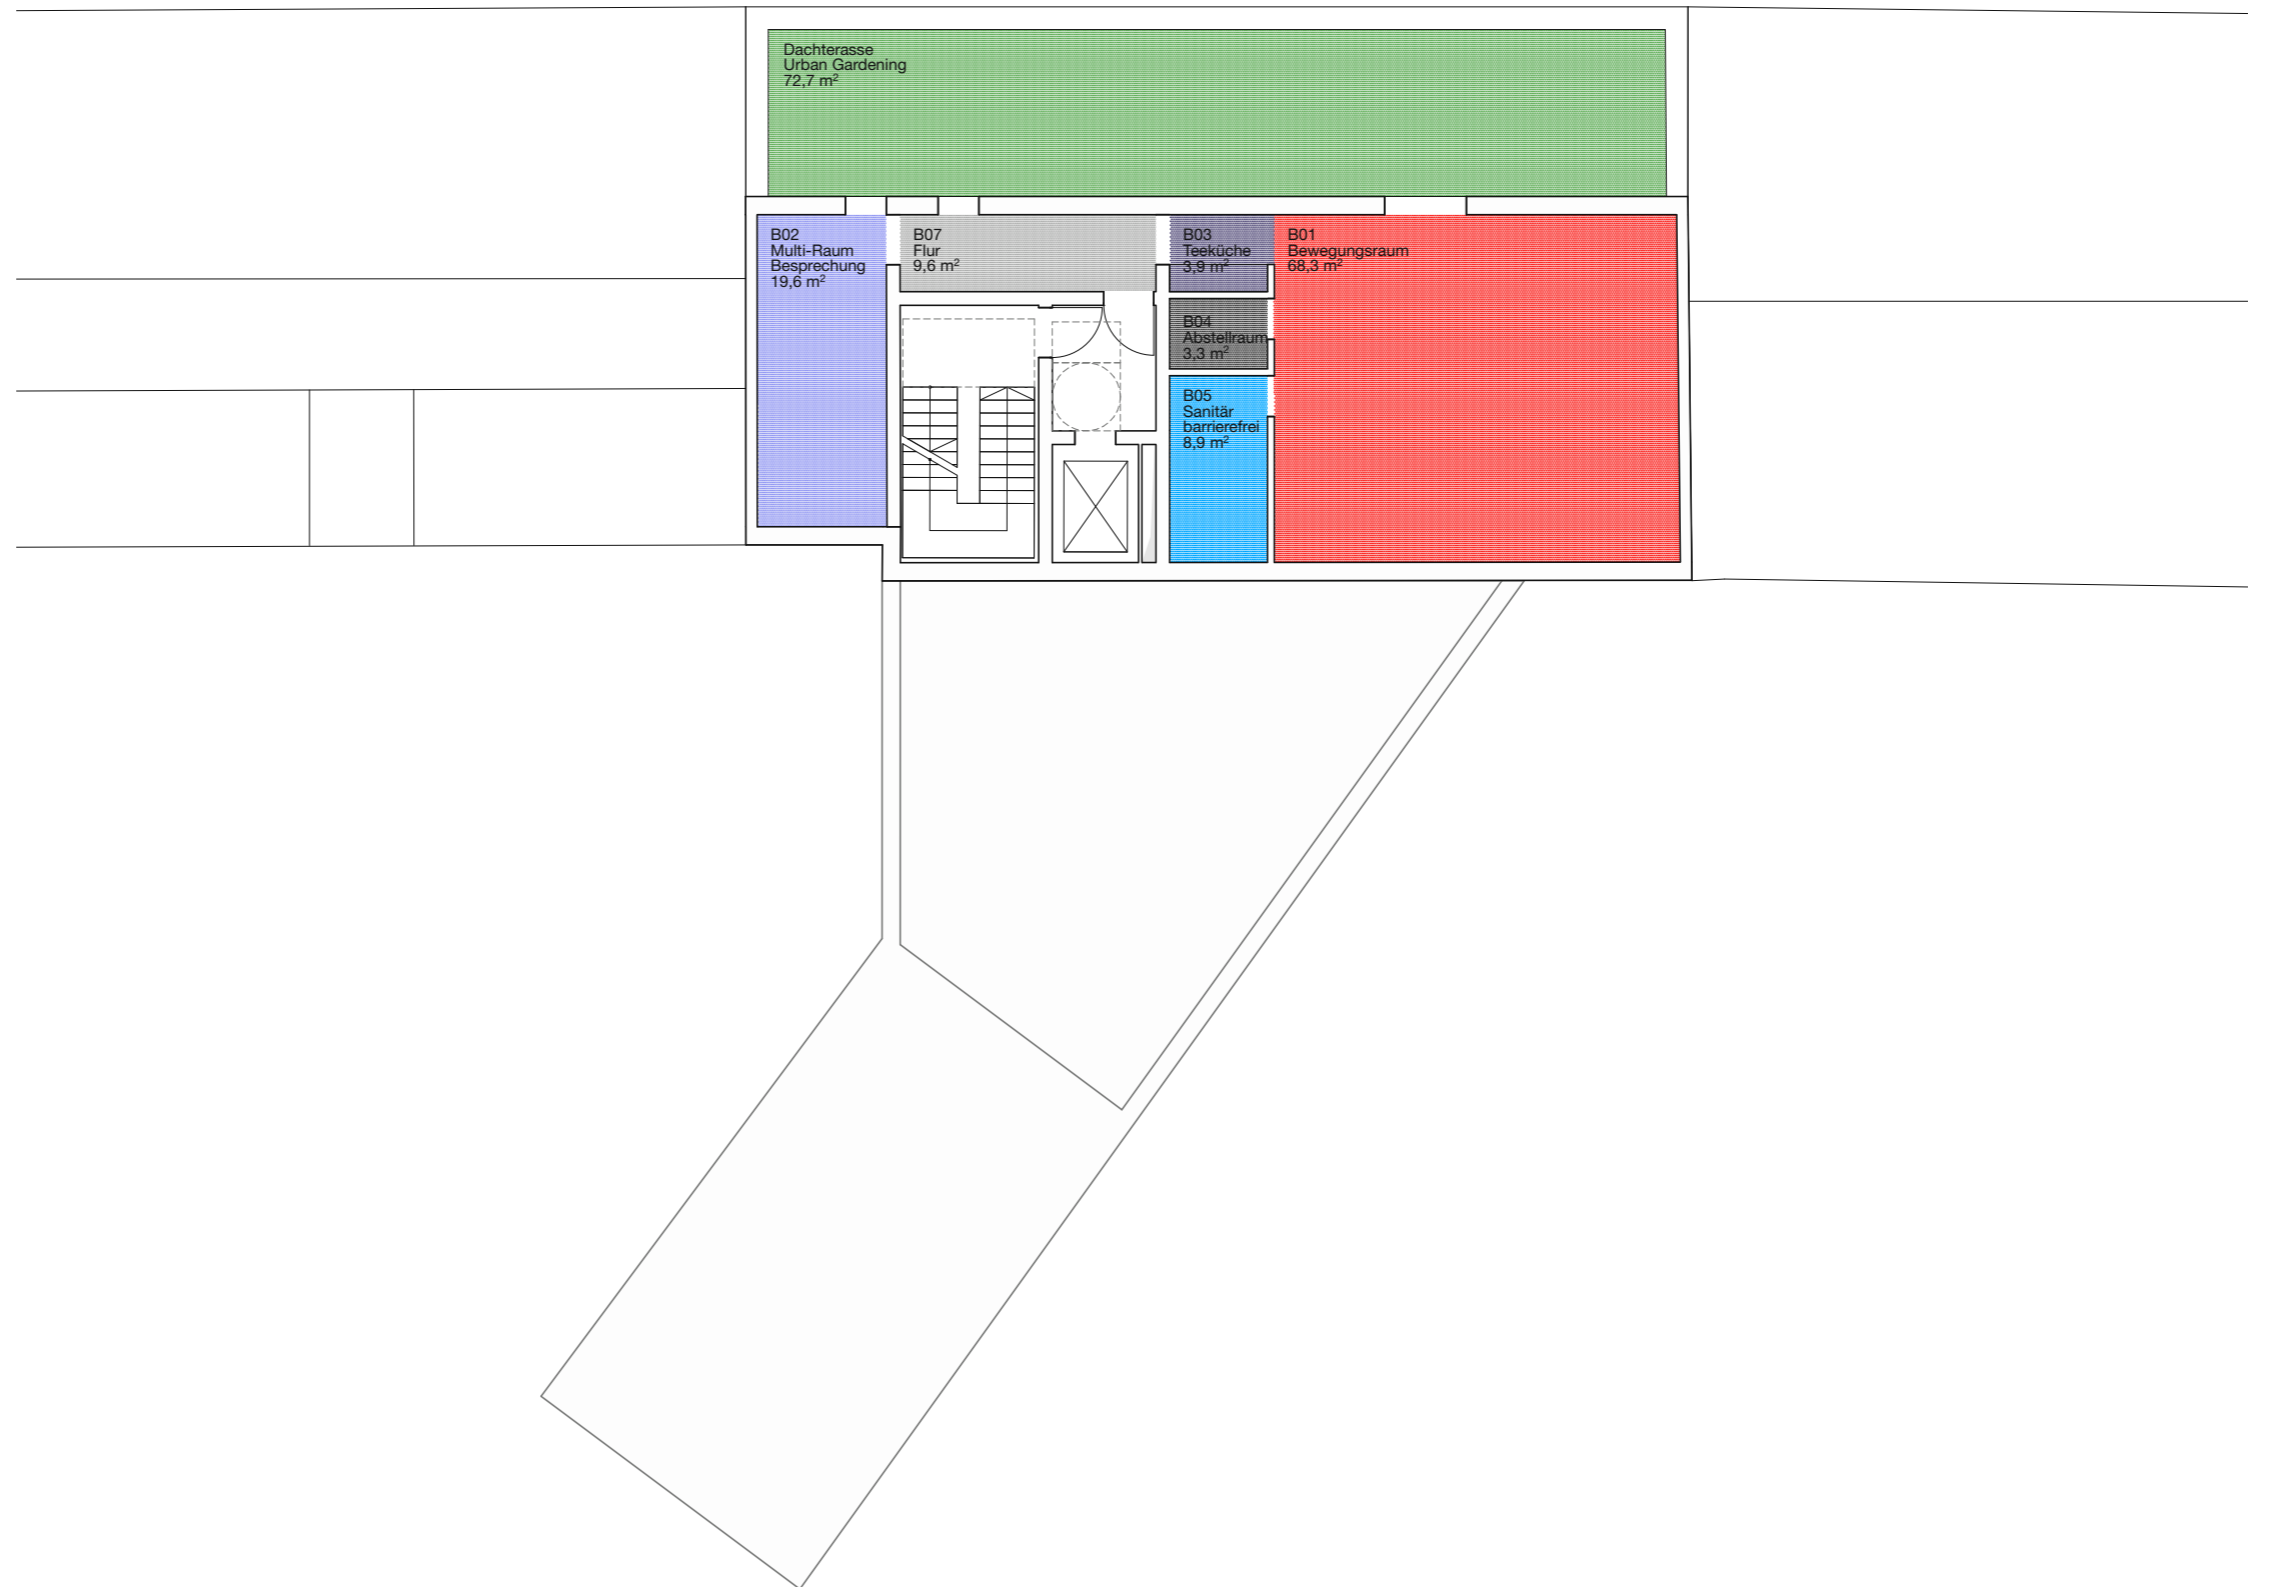 Dachterasse
Urban Gardening
72,7 m²
B02
Multi-Raum
Besprechung
19,6 m²
B07
Flur
9,6 m²
B03
Teeküche
3,9 m²
B01
Bewegungsraum
68,3 m²
B04
Abstellraum
3,3 m²
B05
Sanitär
barrierefrei
8,9 m²